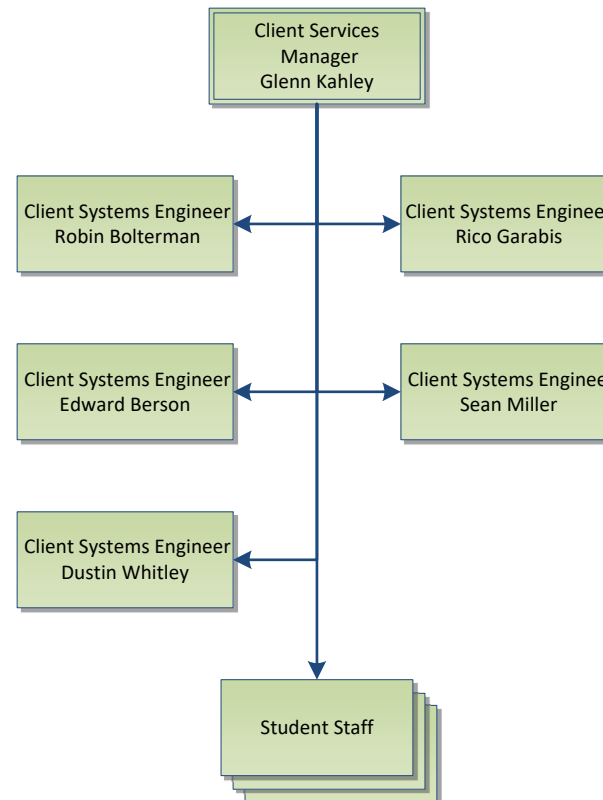 Client Services
Manager
Glenn Kahley
Client Systems Engineer
Robin Bolterman
Client Systems Enginee
Rico Garabis
Client Systems Engineer
Edward Berson
Client Systems Enginee
Sean Miller
Client Systems Engineer
Dustin Whitley
Student Staff